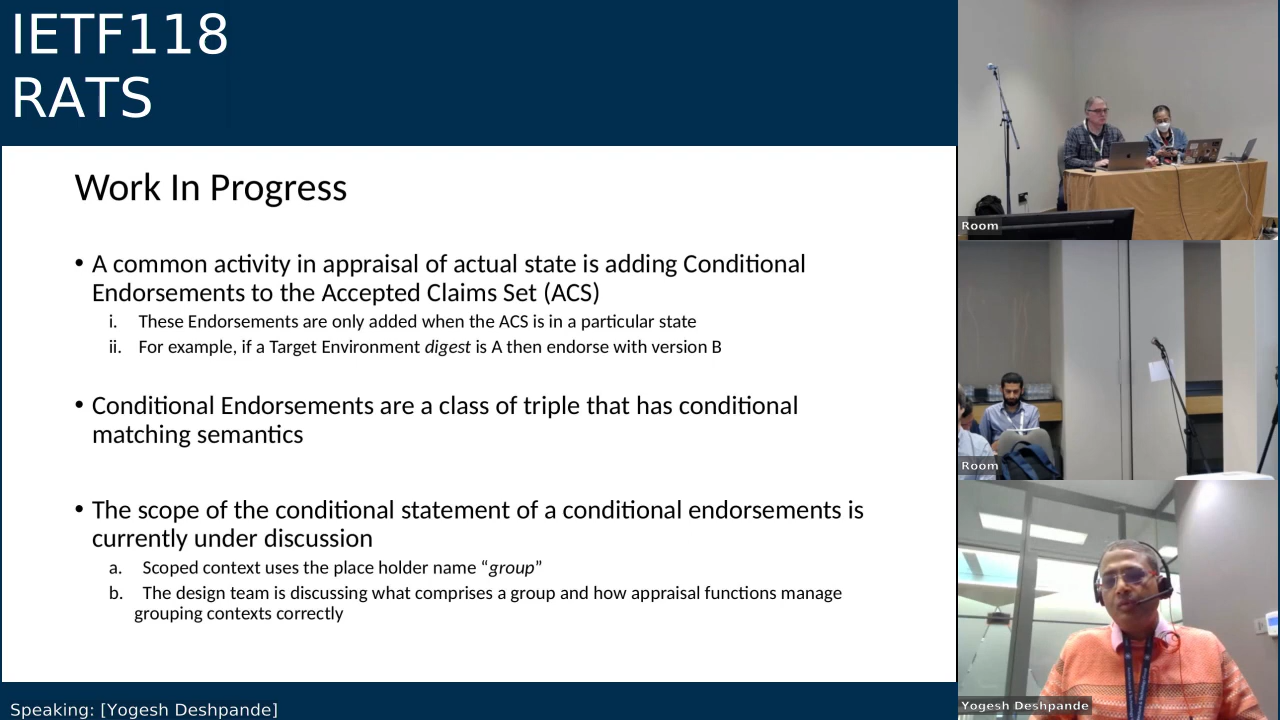 IETF118
RATS
Work In Progress
• A common activity in appraisal of actual state is adding Conditional
Endorsements to the Accepted Claims Set (ACS)
i. These Endorsements are only added when the ACS is in a particular state
ii. For example, if a Target Environment digest is A then endorse with version B
• Conditional Endorsements are a class of triple that has conditional
matching semantics
• The scope of the conditional statement of a conditional endorsements is
currently under discussion
a. Scoped context uses the place holder name “group”
b. The design team is discussing what comprises a group and how appraisal functions manage
grouping contexts correctly
Speaking: [Yogesh Deshpande]
Room
Room
Yogesh Deshpande